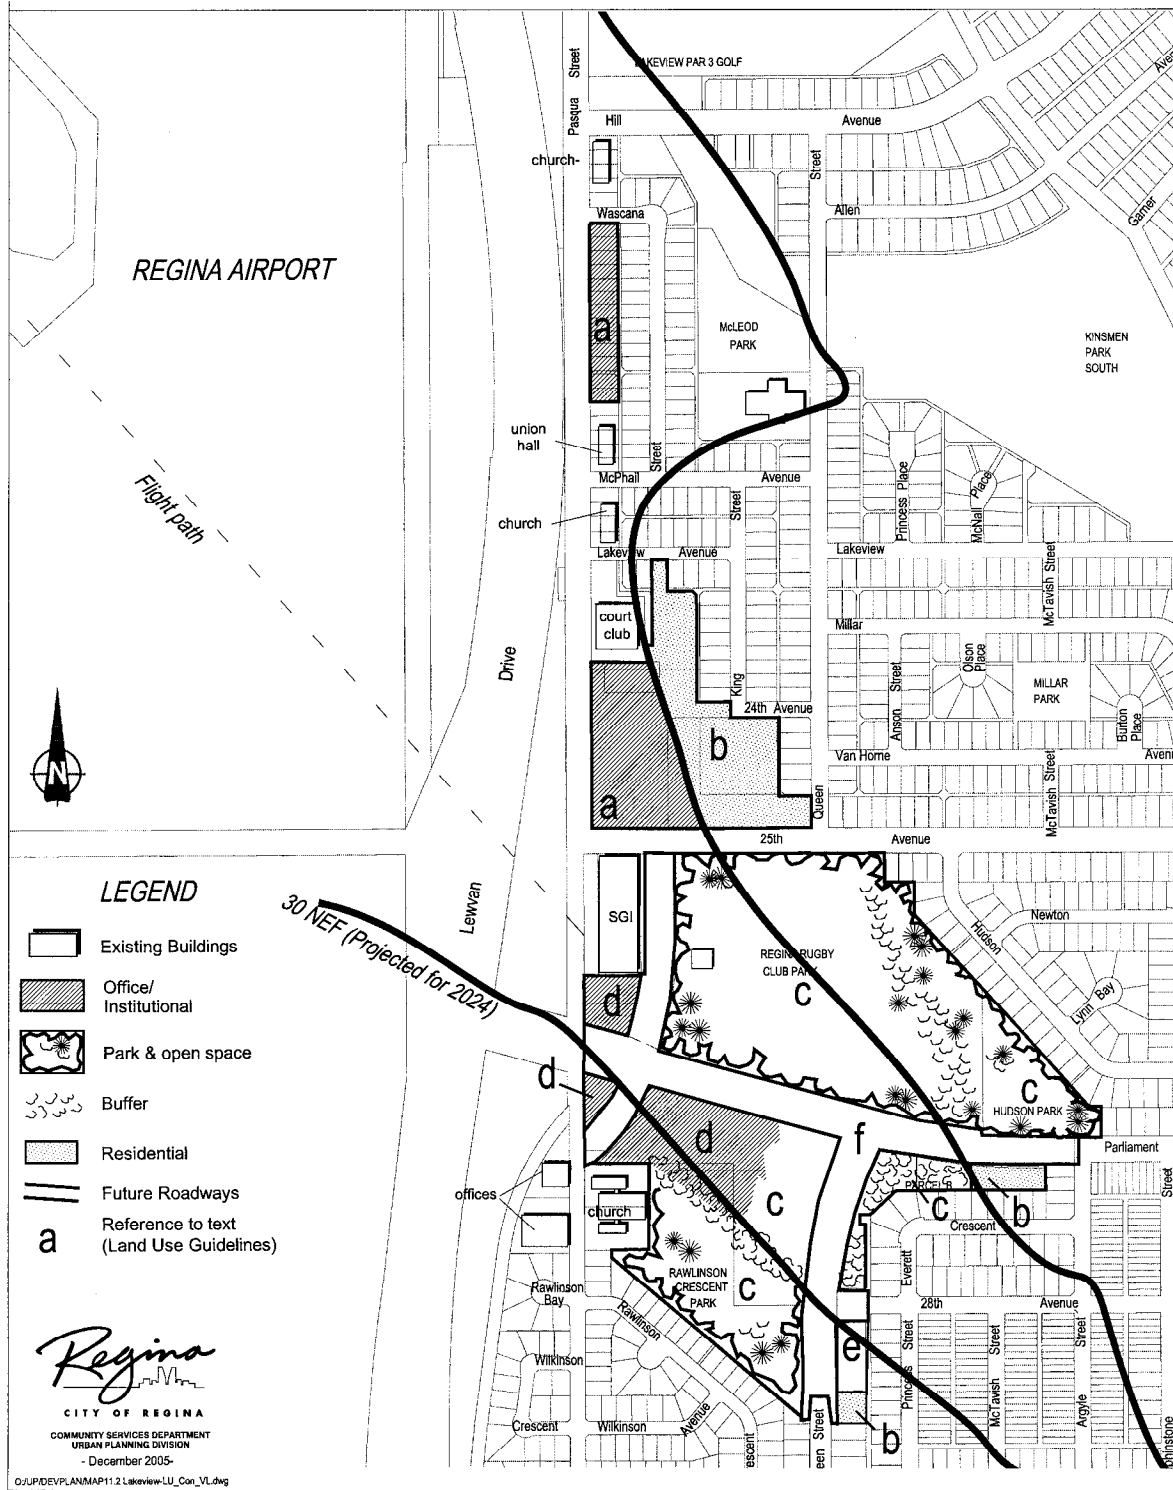 LAKEVIEW PAR 3 GOLF
Street
Pasqua
Hill
Avenue
church-
Street
Allen
Garner
Wascana
REGINA AIRPORT
a
McLEOD
PARK
KINSMEN
PARK
SOUTH
union
hall
Street
McPhail
Avenue
Flight path
Street
Princess Place
McNall
Place
church
Lakeview
Avenue
Lakeview
McTavish Street
court
club
Millar
Drive
King
Street
Anson
Olson
Place
MILLAR
PARK
Burton
Place
24th Avenue
N
b
Van Horne
Avenu
a
Queen
McTavish Street
25th
Avenue
LEGEND
30 NEF (Projected for 2024)
Lewvan
SGI
Newton
Hudson
Existing Buildings
REGINA RUGBY
CLUB PARK
c
Lynn Bay
Office/
Institutional
d
Park & open space
d
c
HUDSON PARK
Buffer
d
f
Parliament
Residential
PARCEL B
Street
Future Roadways
offices
church
c
c
b
Crescent
a
Reference to text
(Land Use Guidelines)
Everett
RAWLINSON
CRESCENT
PARK
c
Rawlinson
Bay
Rawlinson
28th
Avenue
Regina
e
Street
Street
Street
Wilkinson
CITY OF REGINA
Princess
McTavish
Argyle
Crescent
Wilkinson
Avenue
COMMUNITY SERVICES DEPARTMENT
URBAN PLANNING DIVISION
- December 2005-
b
een Street
escent
ohnstone
O:/UP/DEVPLAN/MAP11.2 Lakeview-LU_Con_VL.dwg